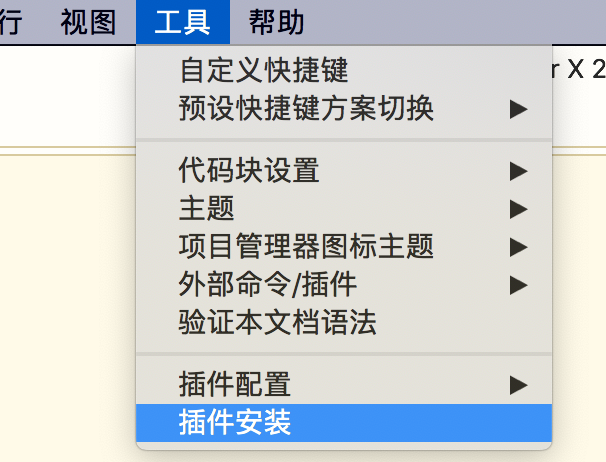 行 视图 工具 帮助
自定义快捷键
r X 2
预设快捷键方案切换
代码块设置
主题
项目管理器图标主题
外部命令/插件
验证本文档语法
插件配置
插件安装